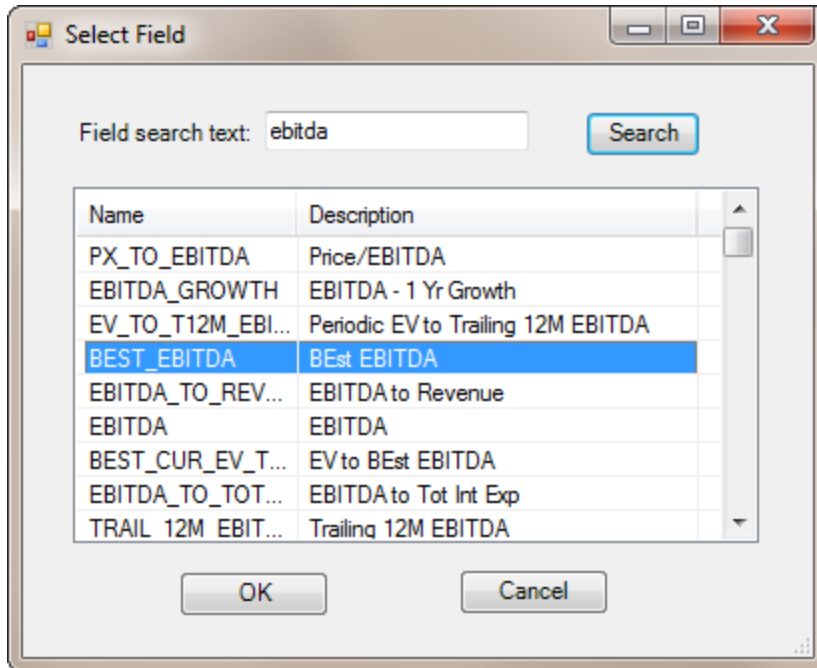 Select Field
Field search text: ebitda Search
Name Description
PX_TO_EBITDA Price/EBITDA
EBITDA_GROWTH EBITDA - 1 Yr Growth
EV_TO_T12M_EBI... Periodic EV to Trailing 12M EBITDA
BEST_EBITDA BEst EBITDA
EBITDA_TO_REV... EBITDA to Revenue
EBITDA EBITDA
BEST_CUR_EV_T... EV to BEst EBITDA
EBITDA_TO_TOT... EBITDA to Tot Int Exp
TRAIL_12M_EBIT... Trailing 12M EBITDA
OK Cancel